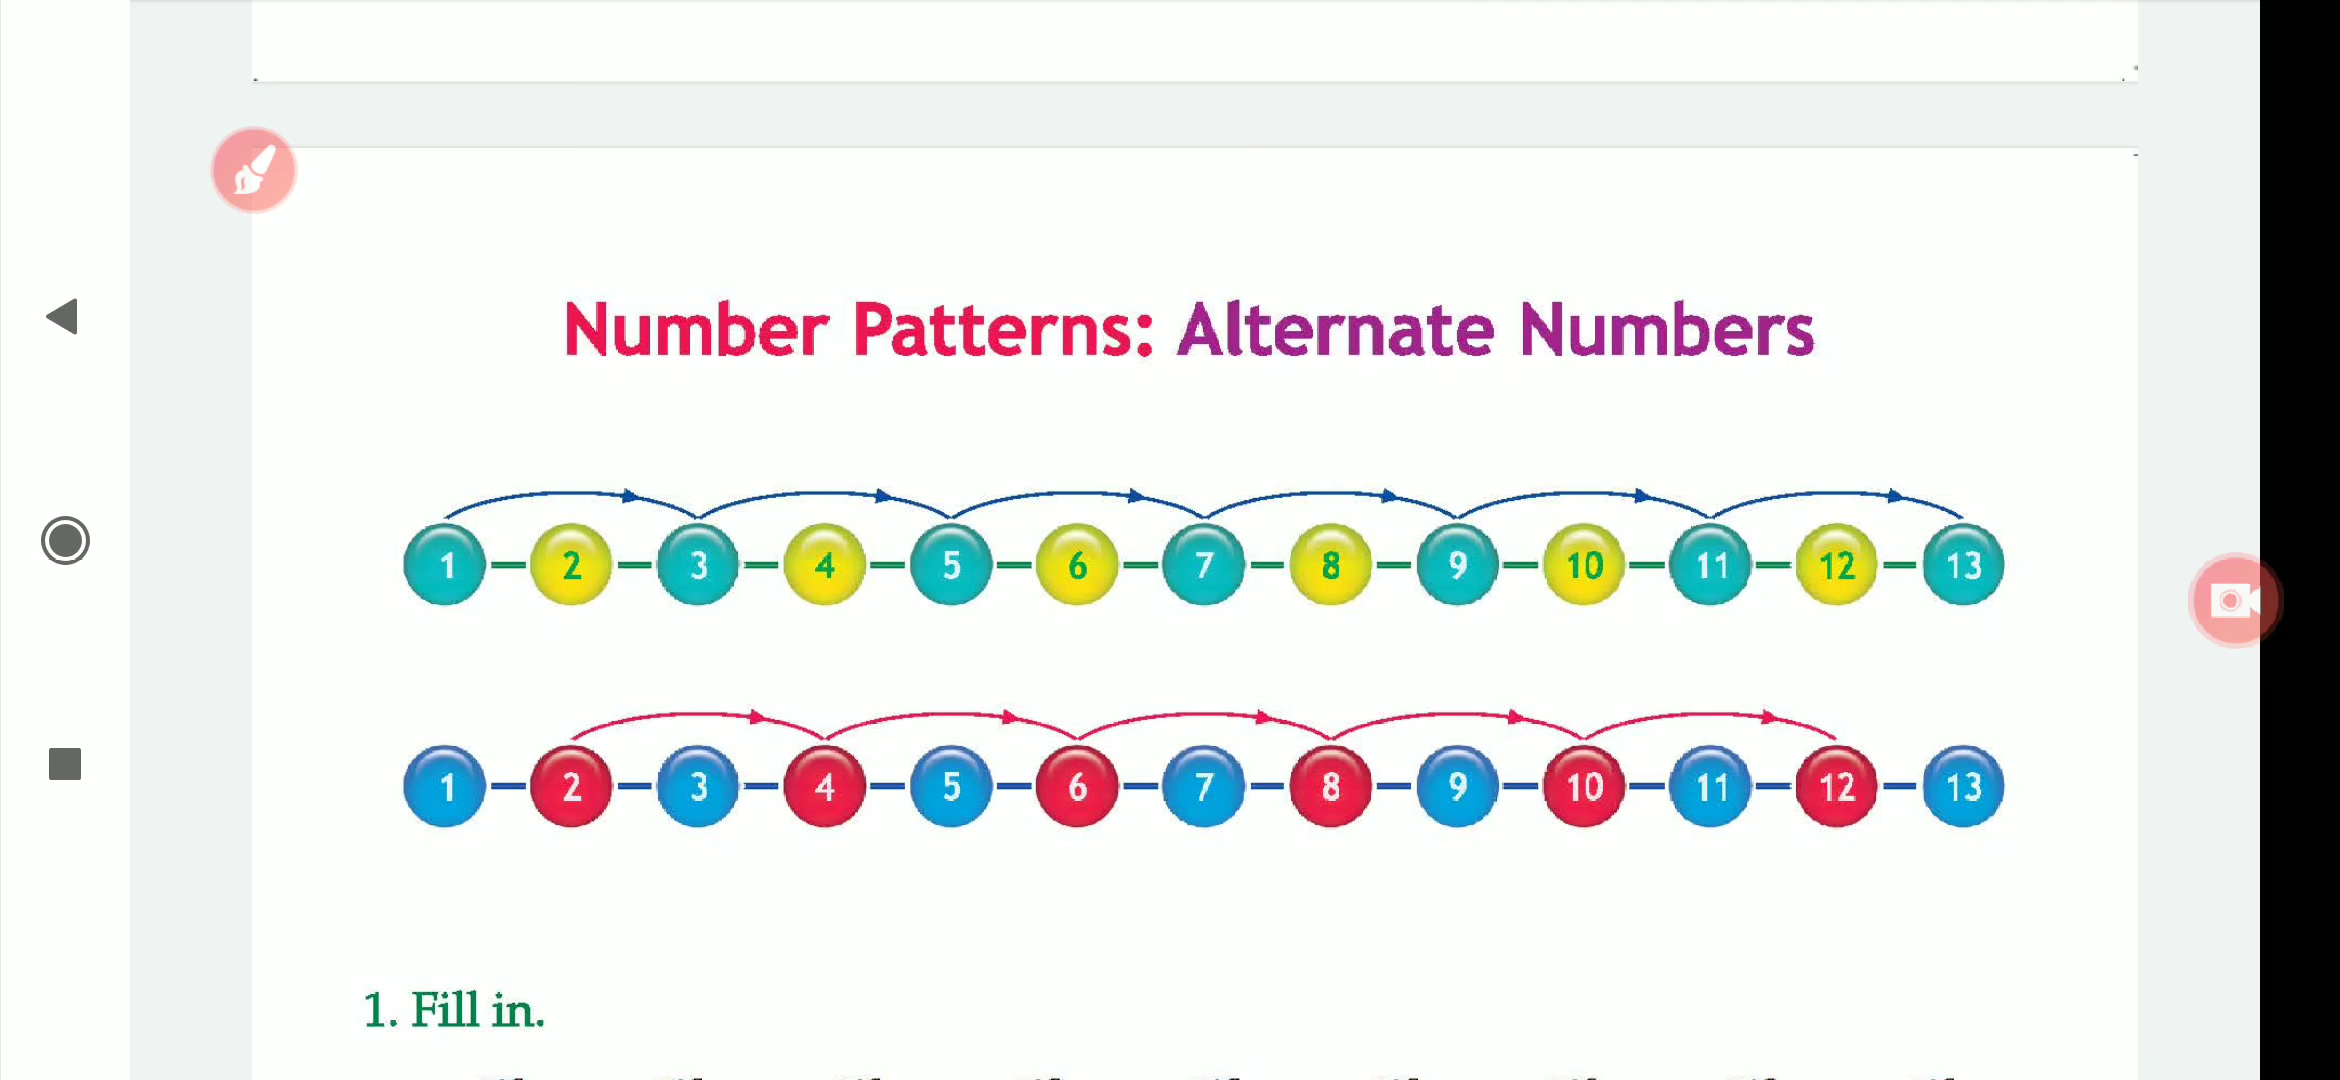 Number Patterns: Alternate Numbers
1 2 3 4 5 6 7 8 9 10 11 12 13
1 2 3 4 5 6 7 8 9 10 11 12 13
1. Fill in.